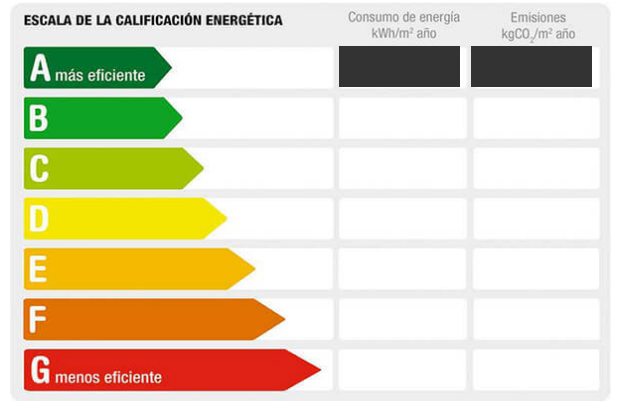 ESCALA DE LA CALIFICACIÓN ENERGÉTICA
Consumo de energía
kWh/m² año
Emisiones
kgCO₂/m² año
A más eficiente
B
C
D
E
F
G menos eficiente